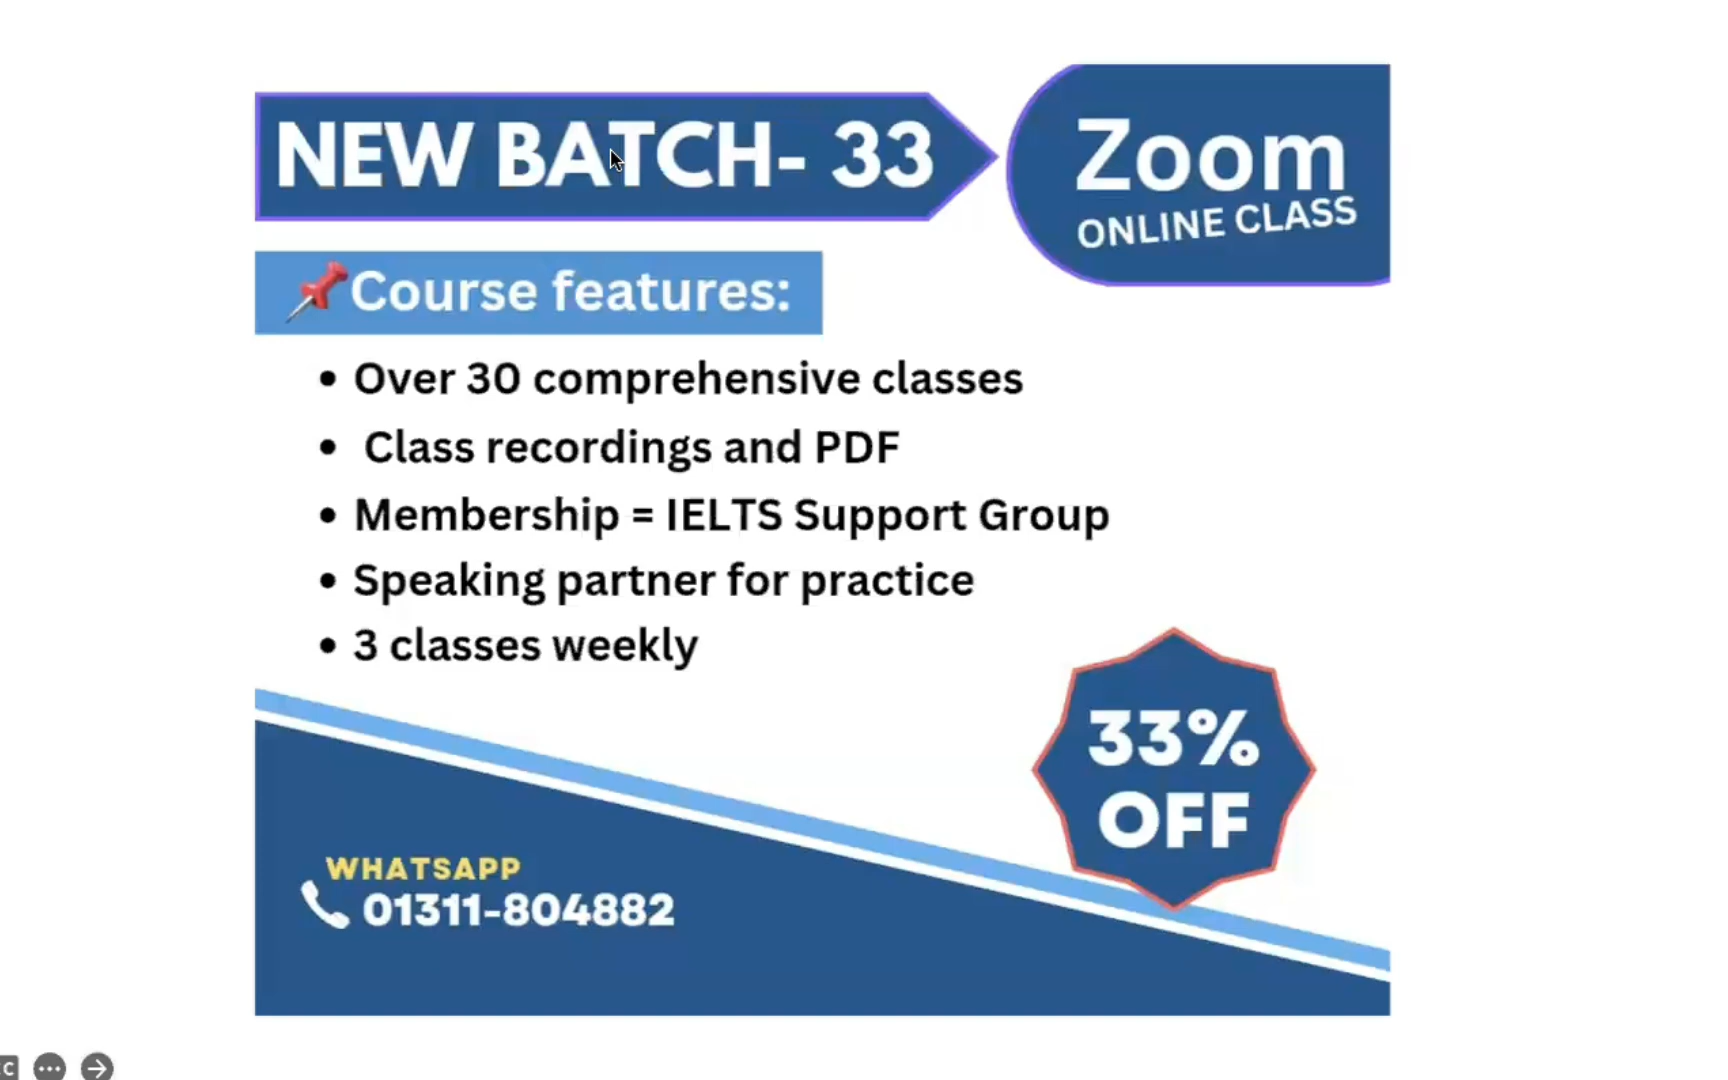 NEW BATCH- 33
Zoom
ONLINE CLASS
Course features:
• Over 30 comprehensive classes
• Class recordings and PDF
• Membership = IELTS Support Group
• Speaking partner for practice
• 3 classes weekly
33%
OFF
WHATSAPP
01311-804882